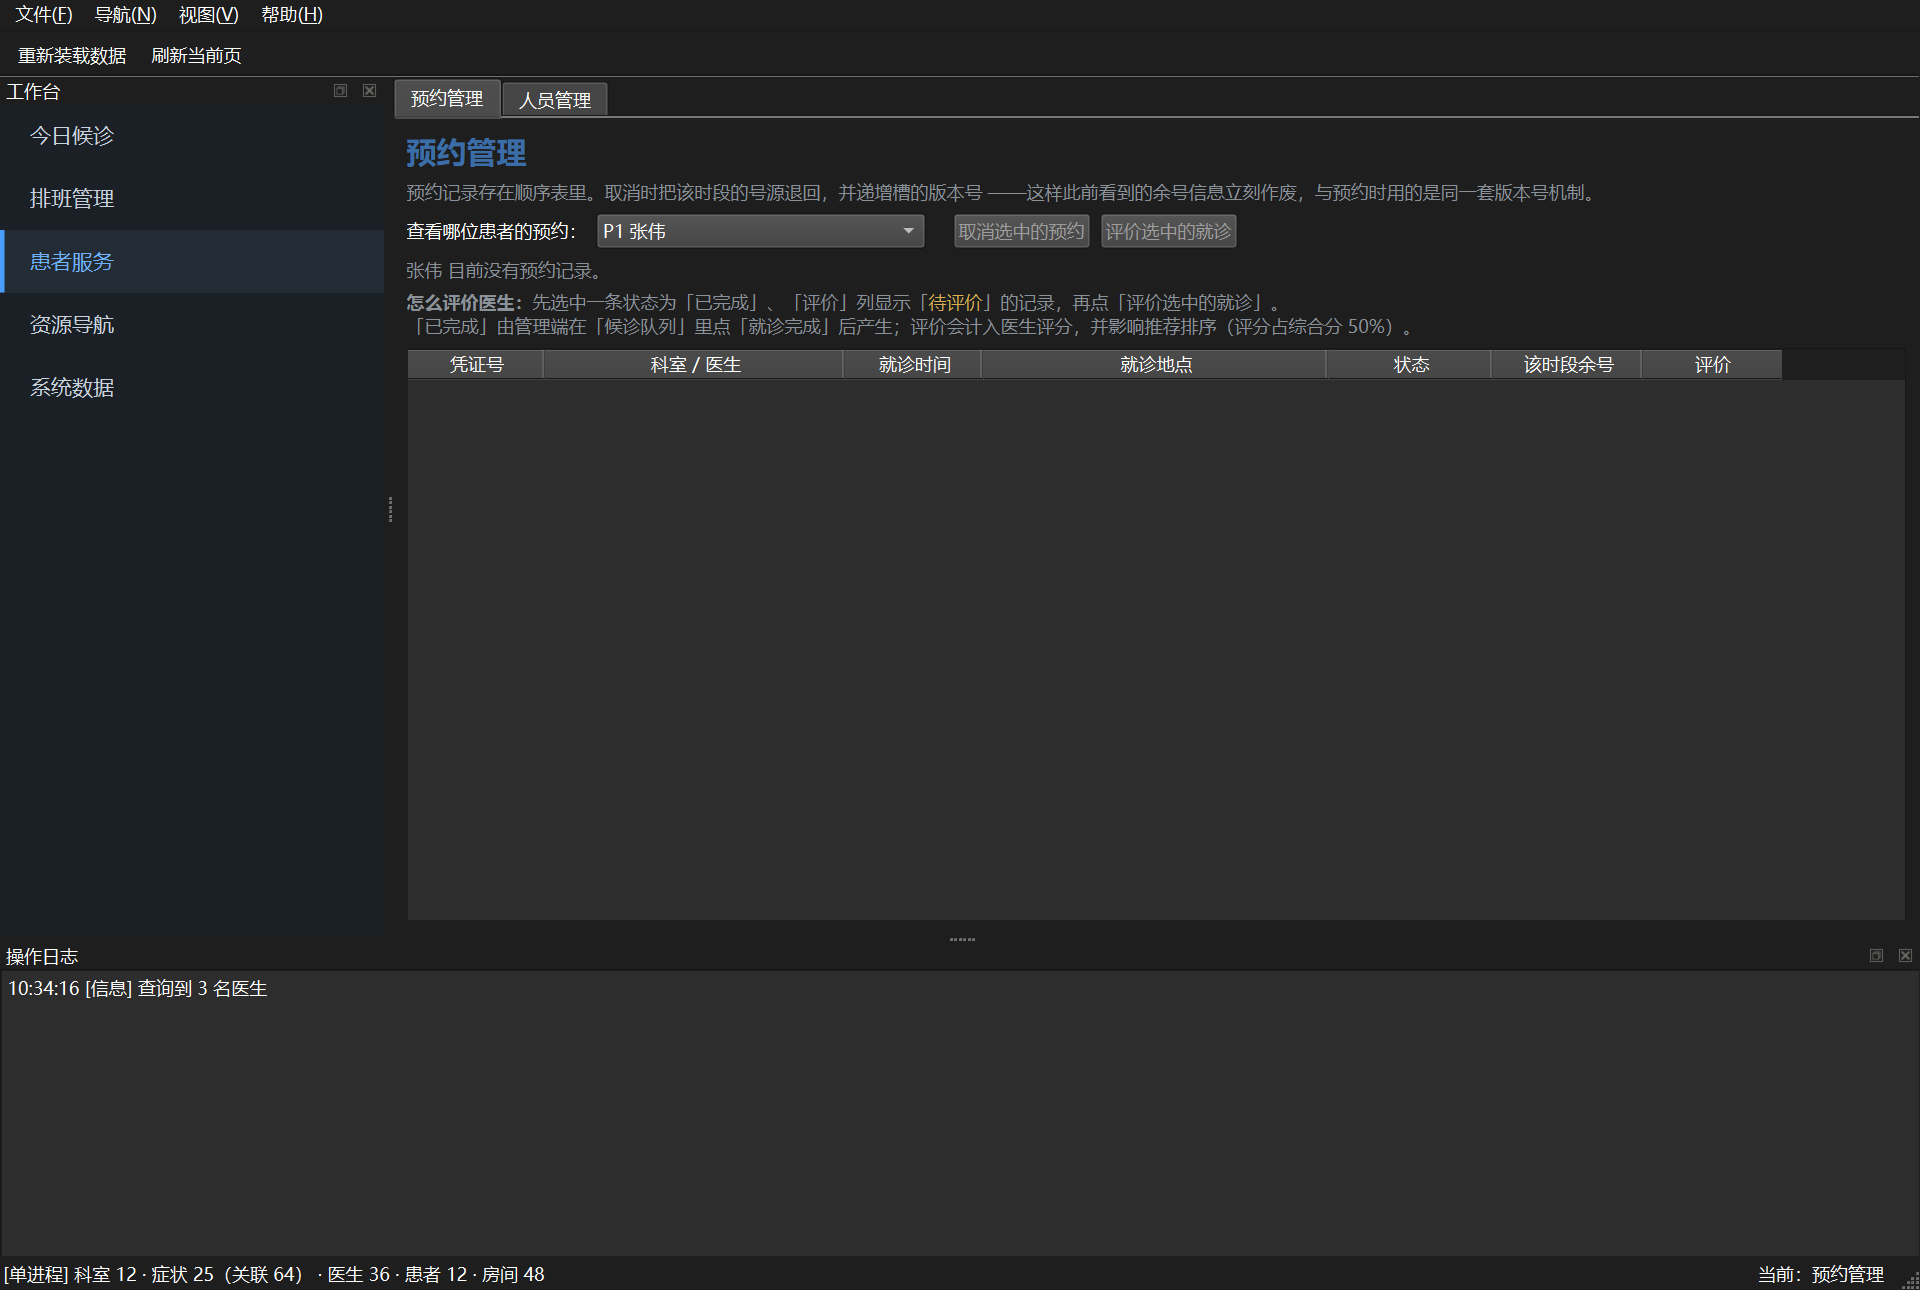 文件(F) 导航(N) 视图(V) 帮助(H)
重新装载数据 刷新当前页
工作台
今日候诊
排班管理
患者服务
资源导航
系统数据
预约管理 人员管理
预约管理
预约记录存在顺序表里。取消时把该时段的号源退回，并递增槽的版本号 ——这样此前看到的余号信息立刻作废，与预约时用的是同一套版本号机制。
查看哪位患者的预约： P1 张伟 取消选中的预约 评价选中的就诊
张伟 目前没有预约记录。
怎么评价医生：先选中一条状态为「已完成」、「评价」列显示「待评价」的记录，再点「评价选中的就诊」。
「已完成」由管理端在「候诊队列」里点「就诊完成」后产生；评价会计入医生评分，并影响推荐排序（评分占综合分 50%）。
凭证号 科室 / 医生 就诊时间 就诊地点 状态 该时段余号 评价
操作日志
10:34:16 [信息] 查询到 3 名医生
[单进程] 科室 12 · 症状 25（关联 64） · 医生 36 · 患者 12 · 房间 48 当前：预约管理